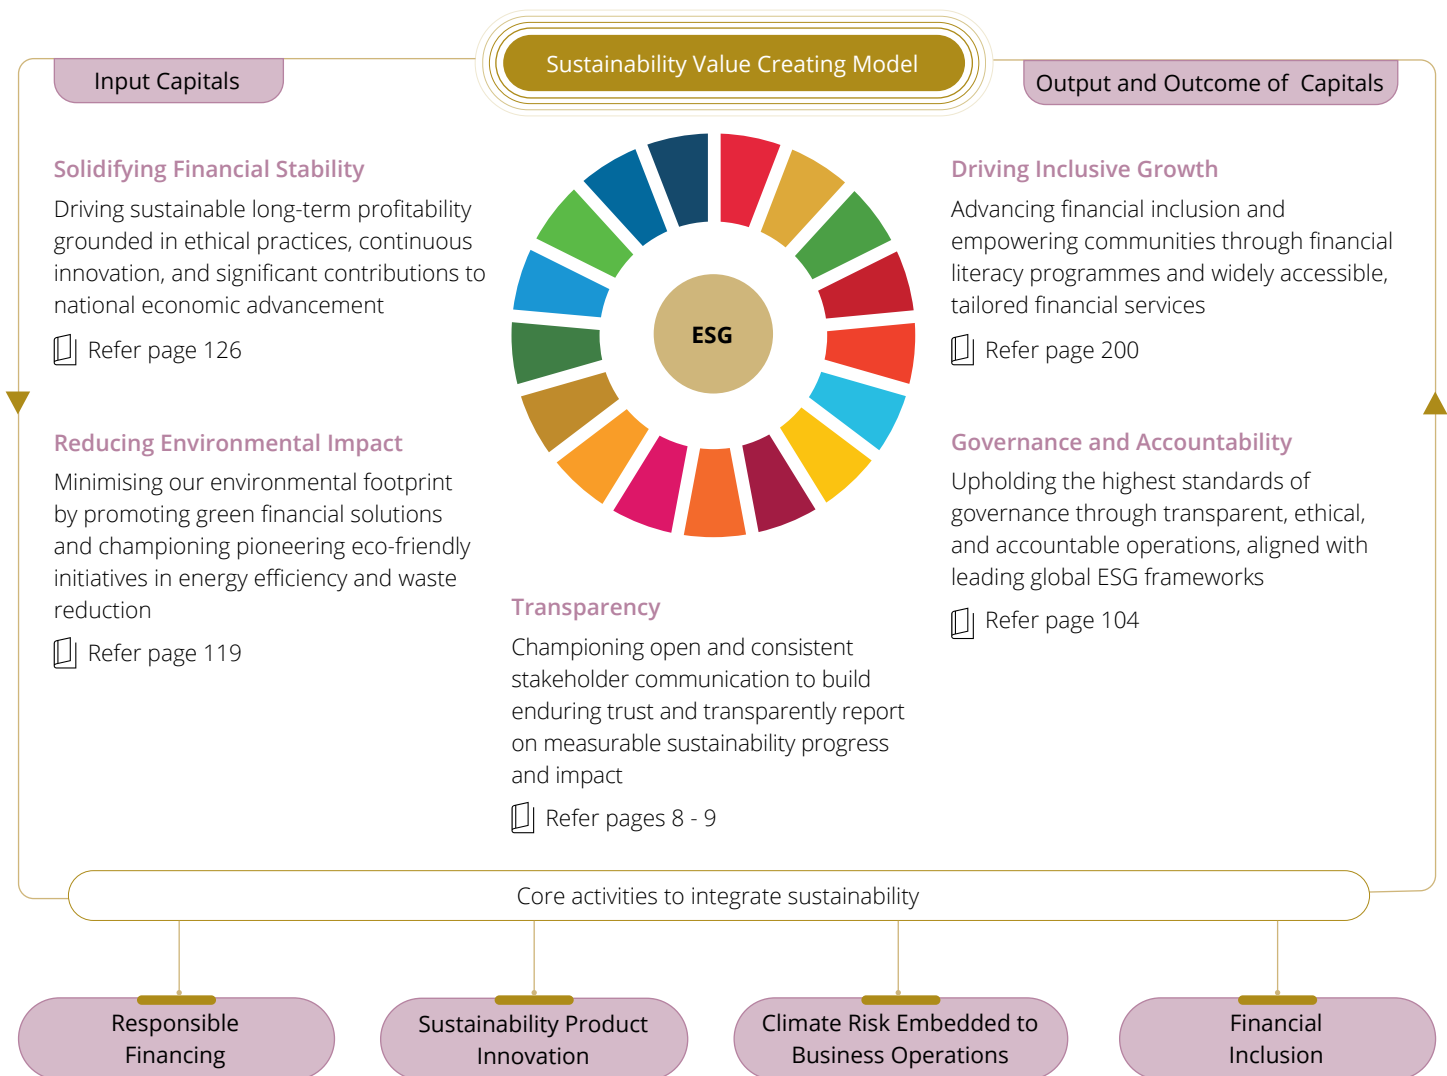 Sustainability Value Creating Model
Input Capitals
Output and Outcome of  Capitals
Solidifying Financial Stability
Driving sustainable long-term profitability
grounded in ethical practices, continuous
innovation, and significant contributions to
national economic advancement
Refer page 126
Reducing Environmental Impact
Minimising our environmental footprint
by promoting green financial solutions
and championing pioneering eco-friendly
initiatives in energy efficiency and waste
reduction
Refer page 119
ESG
Transparency
Championing open and consistent
stakeholder communication to build
enduring trust and transparently report
on measurable sustainability progress
and impact
Refer pages 8 - 9
Driving Inclusive Growth
Advancing financial inclusion and
empowering communities through financial
literacy programmes and widely accessible,
tailored financial services
Refer page 200
Governance and Accountability
Upholding the highest standards of
governance through transparent, ethical,
and accountable operations, aligned with
leading global ESG frameworks
Refer page 104
Core activities to integrate sustainability
Responsible
Financing
Sustainability Product
Innovation
Climate Risk Embedded to
Business Operations
Financial
Inclusion